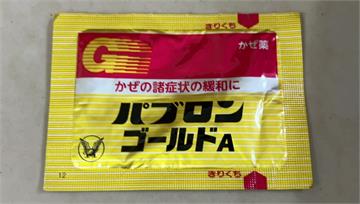 きりくち
G
かぜ薬
かぜの諸症状の緩和に
パブロン
ゴールドA
12
きりくち